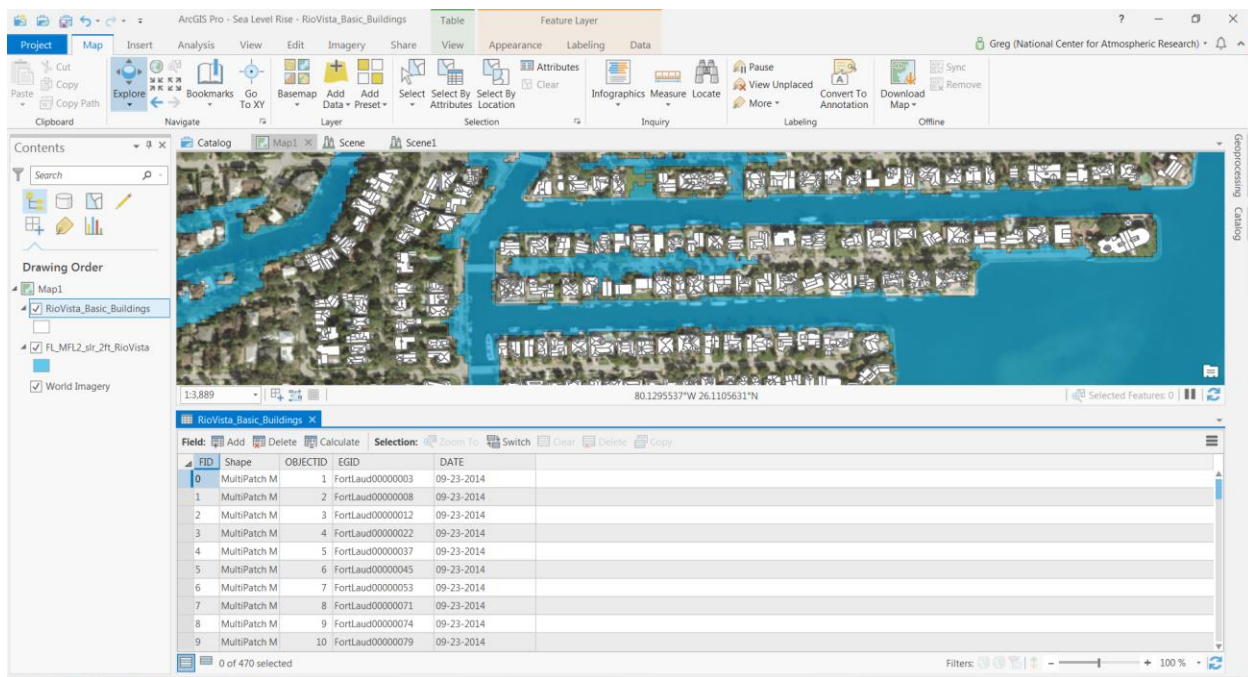 ArcGIS Pro - Sea Level Rise - RioVista_Basic_Buildings
Table
Feature Layer
?
Project Map Insert Analysis View Edit Imagery Share View Appearance Labeling Data
Greg (National Center for Atmospheric Research)
Paste
Cut
Copy
Copy Path
Clipboard
Explore
Bookmarks
Go To XY
Navigate
Basemap
Add Data
Add Preset
Layer
Select
Select By Attributes
Select By Location
Attributes
Clear
Selection
Infographics
Measure
Locate
Inquiry
Pause
View Unplaced
More
Convert To Annotation
Labeling
Download Map
Sync
Remove
Offline
Contents
Search
Drawing Order
Map1
RioVista_Basic_Buildings
FL_MFL2_slr_2ft_RioVista
World Imagery
Catalog Map1 Scene Scene1
Geoprocessing
Catalog
1:3,889
80.1295537°W 26.1105631°N
Selected Features: 0
RioVista_Basic_Buildings
Field: Add Delete Calculate Selection: Zoom To Switch Clear Delete Copy
FID Shape OBJECTID EGID DATE
0 MultiPatch M 1 FortLaud00000003 09-23-2014
1 MultiPatch M 2 FortLaud00000008 09-23-2014
2 MultiPatch M 3 FortLaud00000012 09-23-2014
3 MultiPatch M 4 FortLaud00000022 09-23-2014
4 MultiPatch M 5 FortLaud00000037 09-23-2014
5 MultiPatch M 6 FortLaud00000045 09-23-2014
6 MultiPatch M 7 FortLaud00000053 09-23-2014
7 MultiPatch M 8 FortLaud00000071 09-23-2014
8 MultiPatch M 9 FortLaud00000074 09-23-2014
9 MultiPatch M 10 FortLaud00000079 09-23-2014
0 of 470 selected
Filters:
- + 100 %